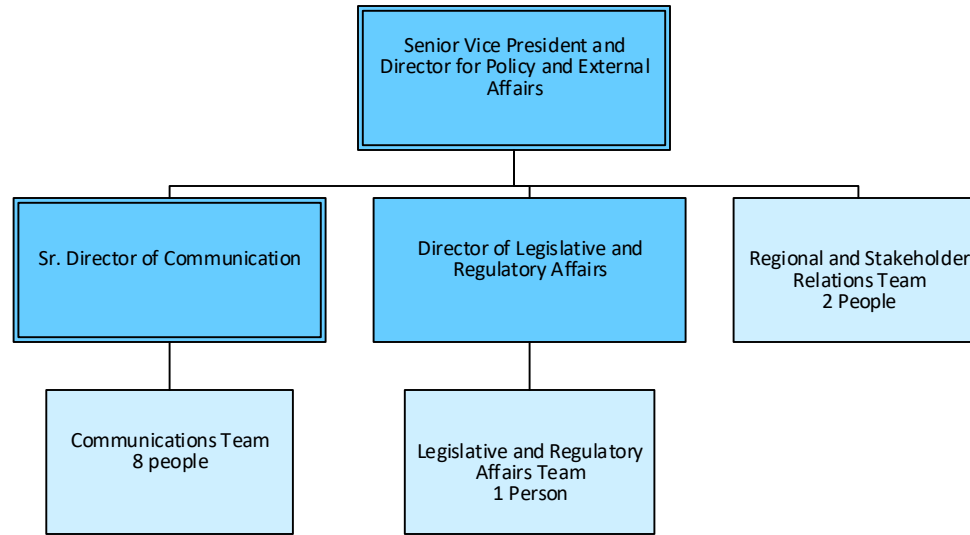 Senior Vice President and
Director for Policy and External
Affairs
Sr. Director of Communication
Director of Legislative and
Regulatory Affairs
Regional and Stakeholder
Relations Team
2 People
Communications Team
8 people
Legislative and Regulatory
Affairs Team
1 Person